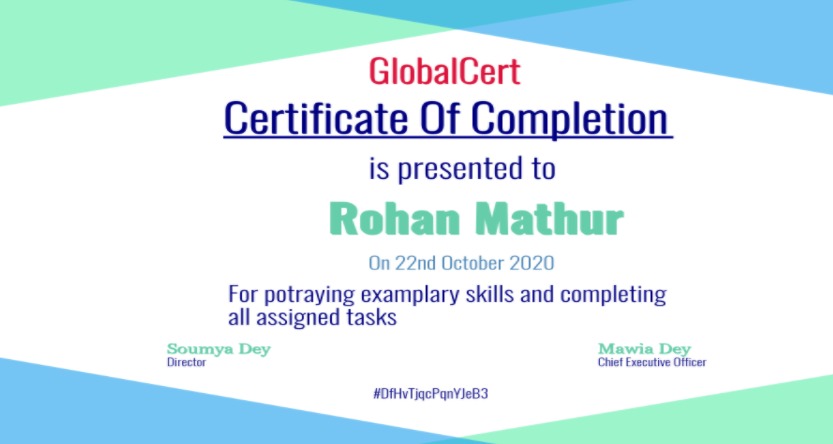 GlobalCert
Certificate Of Completion
is presented to
Rohan Mathur
On 22nd October 2020
For potraying examplary skills and completing
all assigned tasks
Soumya Dey
Mawia Dey
Director
Chief Executive Officer
#DfHvTjqcPqnYJeB3